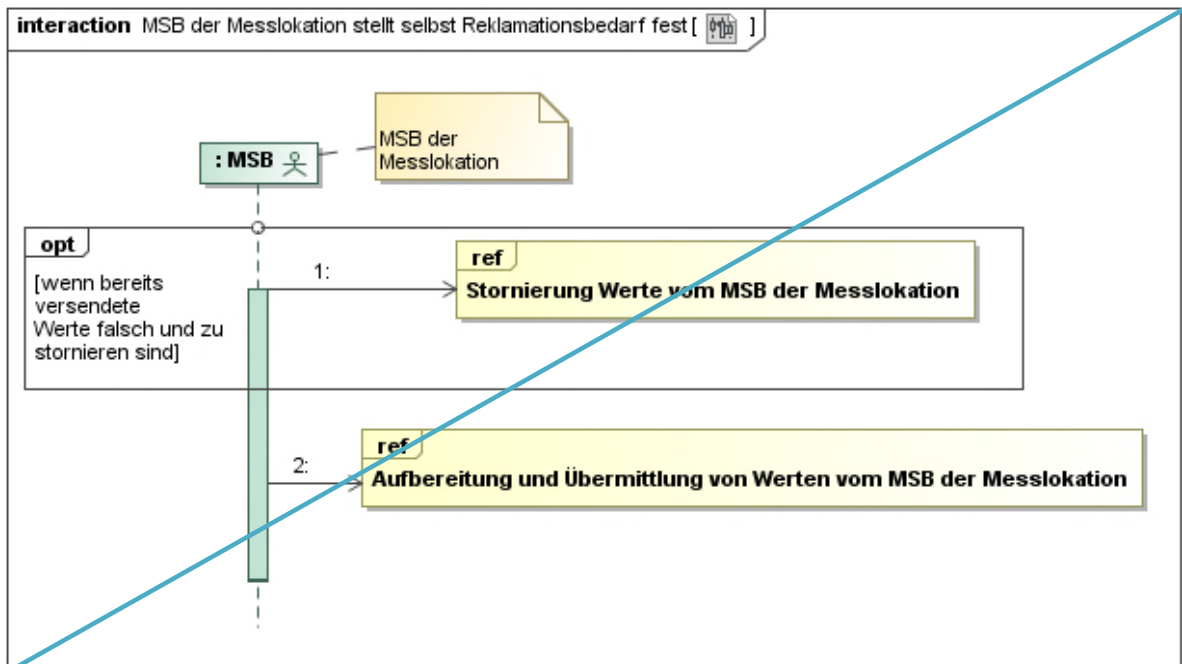 interaction MSB der Messlokation stellt selbst Reklamationsbedarf fest [ ]
MSB der
Messlokation
: MSB
opt
[wenn bereits
versendete
Werte falsch und zu
stornieren sind]
1:
ref
Stornierung Werte vom MSB der Messlokation
2:
ref
Aufbereitung und Übermittlung von Werten vom MSB der Messlokation